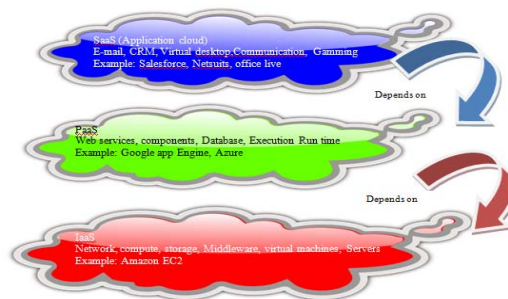 SaaS (Application cloud)
E-mail, CRM, Virtual desktop,Communication, Gamming
Example: Salesforce, Netsuits, office live
Depends on
PaaS
Web services, components, Database, Execution Run time
Example: Google app Engine, Azure
Depends on
IaaS
Network, compute, storage, Middleware, virtual machines, Servers
Example: Amazon EC2